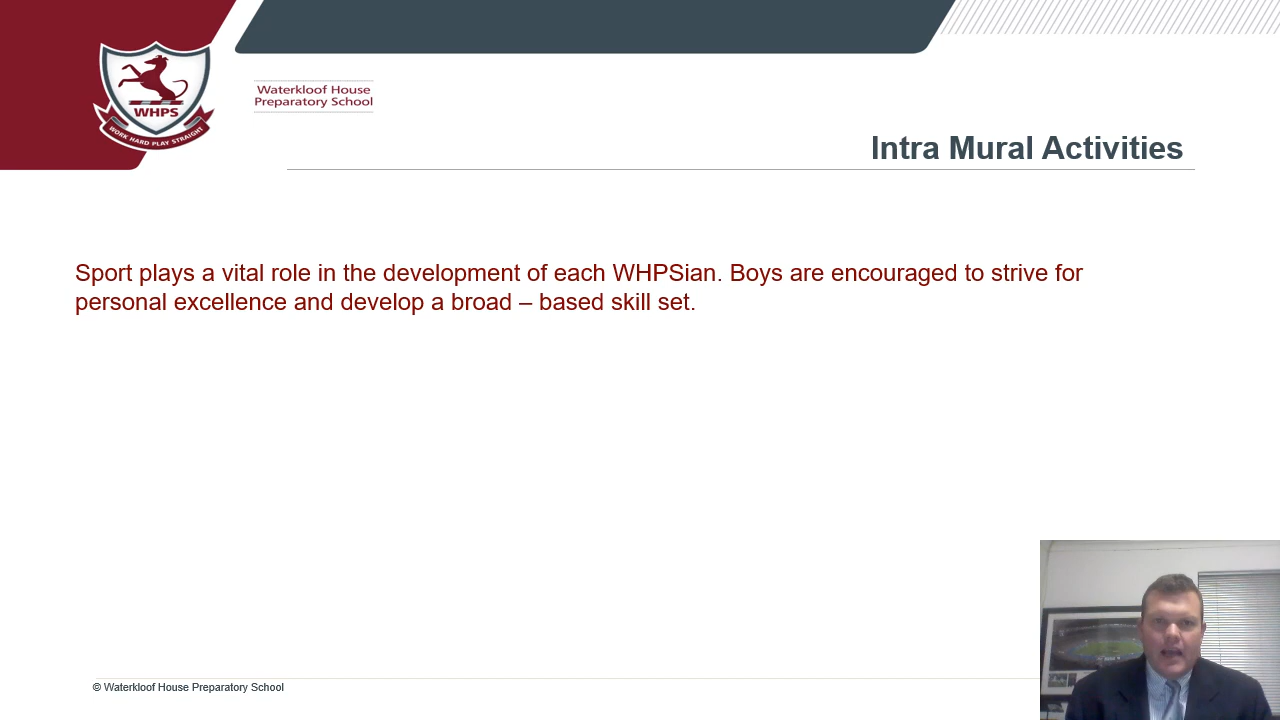 WHPS
WORK HARD PLAY STRAIGHT
Waterkloof House
Preparatory School
Intra Mural Activities
Sport plays a vital role in the development of each WHPSian. Boys are encouraged to strive for
personal excellence and develop a broad – based skill set.
© Waterkloof House Preparatory School